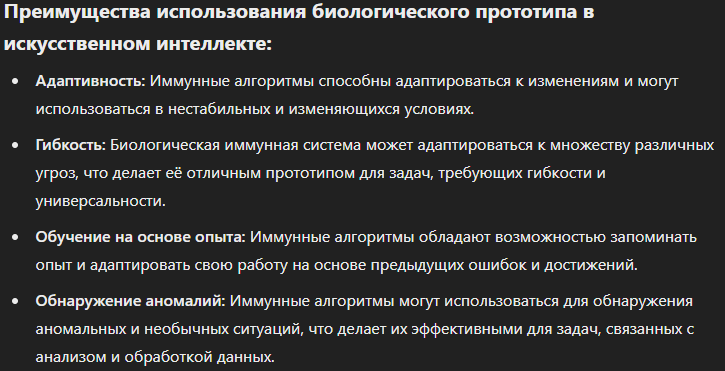 Преимущества использования биологического прототипа в
искусственном интеллекте:
• Адаптивность: Иммунные алгоритмы способны адаптироваться к изменениям и могут
использоваться в нестабильных и изменяющихся условиях.
• Гибкость: Биологическая иммунная система может адаптироваться к множеству различных
угроз, что делает её отличным прототипом для задач, требующих гибкости и
универсальности.
• Обучение на основе опыта: Иммунные алгоритмы обладают возможностью запоминать
опыт и адаптировать свою работу на основе предыдущих ошибок и достижений.
• Обнаружение аномалий: Иммунные алгоритмы могут использоваться для обнаружения
аномальных и необычных ситуаций, что делает их эффективными для задач, связанных с
анализом и обработкой данных.